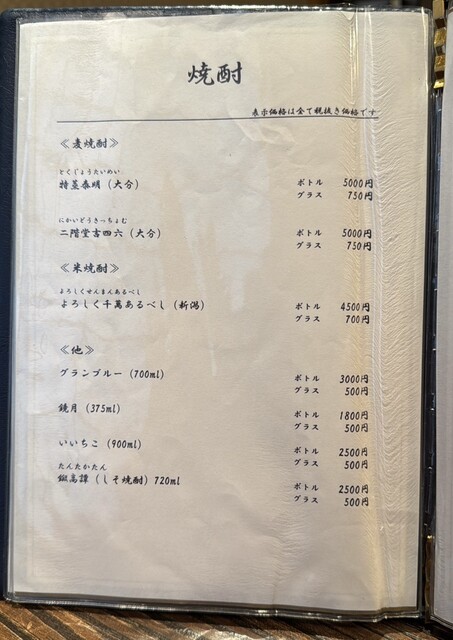 焼酎
表示価格は全て税抜き価格です
≪麦焼酎≫
とくじょうたいめい
特蒸泰明（大分）
ボトル 5000円
グラス 750円
にかいどうきっちょむ
二階堂吉四六（大分）
ボトル 5000円
グラス 750円
≪米焼酎≫
よろしくせんまんあるべし
よろしく千萬あるべし（新潟）
ボトル 4500円
グラス 700円
≪他≫
グランブルー（700ml）
ボトル 3000円
グラス 500円
鏡月（375ml）
ボトル 1800円
グラス 500円
いいちこ（900ml）
ボトル 2500円
グラス 500円
たんたかたん
鍛高譚（しそ焼酎）720ml
ボトル 2500円
グラス 500円